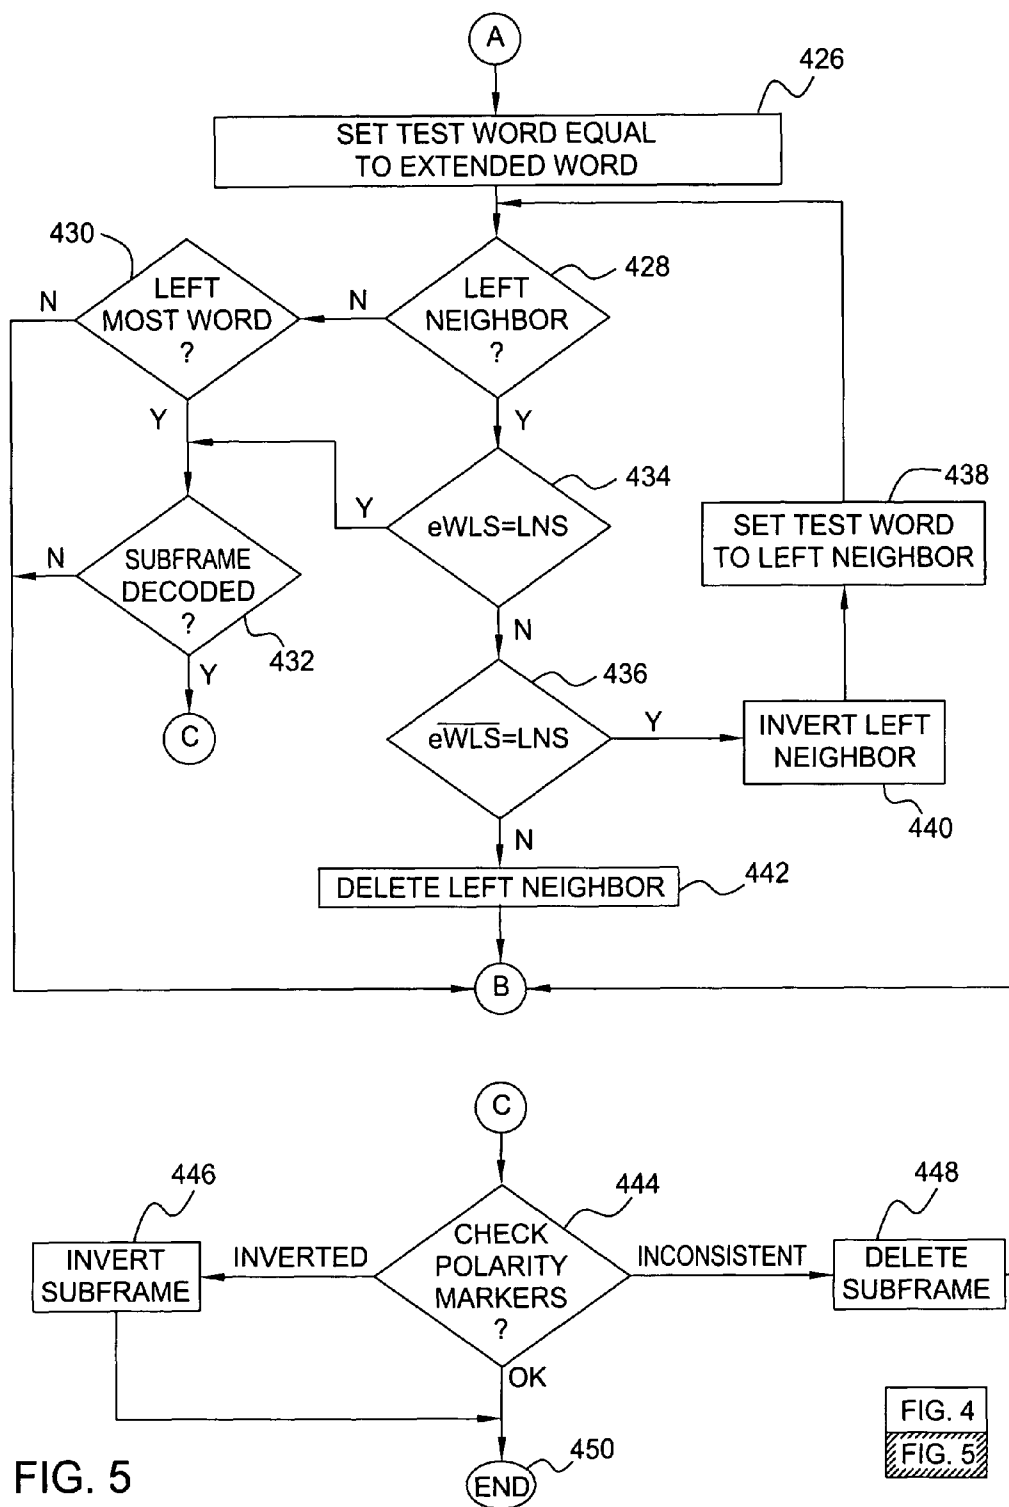 A
426
SET TEST WORD EQUAL
TO EXTENDED WORD
430
428
LEFT
MOST WORD
?
N
N
LEFT
NEIGHBOR
?
Y
Y
434
438
eWLS=LNS
Y
SET TEST WORD
TO LEFT NEIGHBOR
SUBFRAME
DECODED
?
N
432
Y
N
436
C
e̅W̅L̅S̅=LNS
Y
INVERT LEFT
NEIGHBOR
440
N
DELETE LEFT NEIGHBOR
442
B
C
446
444
448
INVERT
SUBFRAME
INVERTED
CHECK
POLARITY
MARKERS
?
INCONSISTENT
DELETE
SUBFRAME
OK
450
END
FIG. 4
FIG. 5
FIG. 5